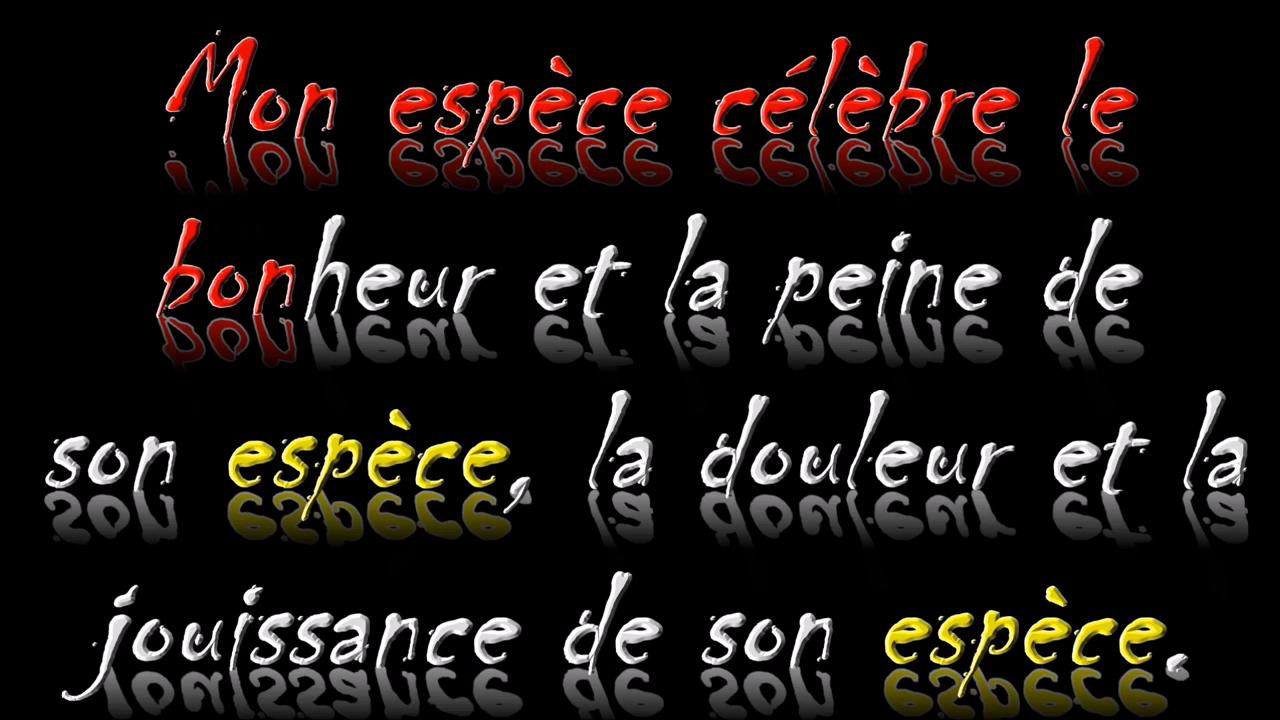 Mon espèce célèbre le
bonheur et la peine de
son espèce, la douleur et la
jouissance de son espèce.